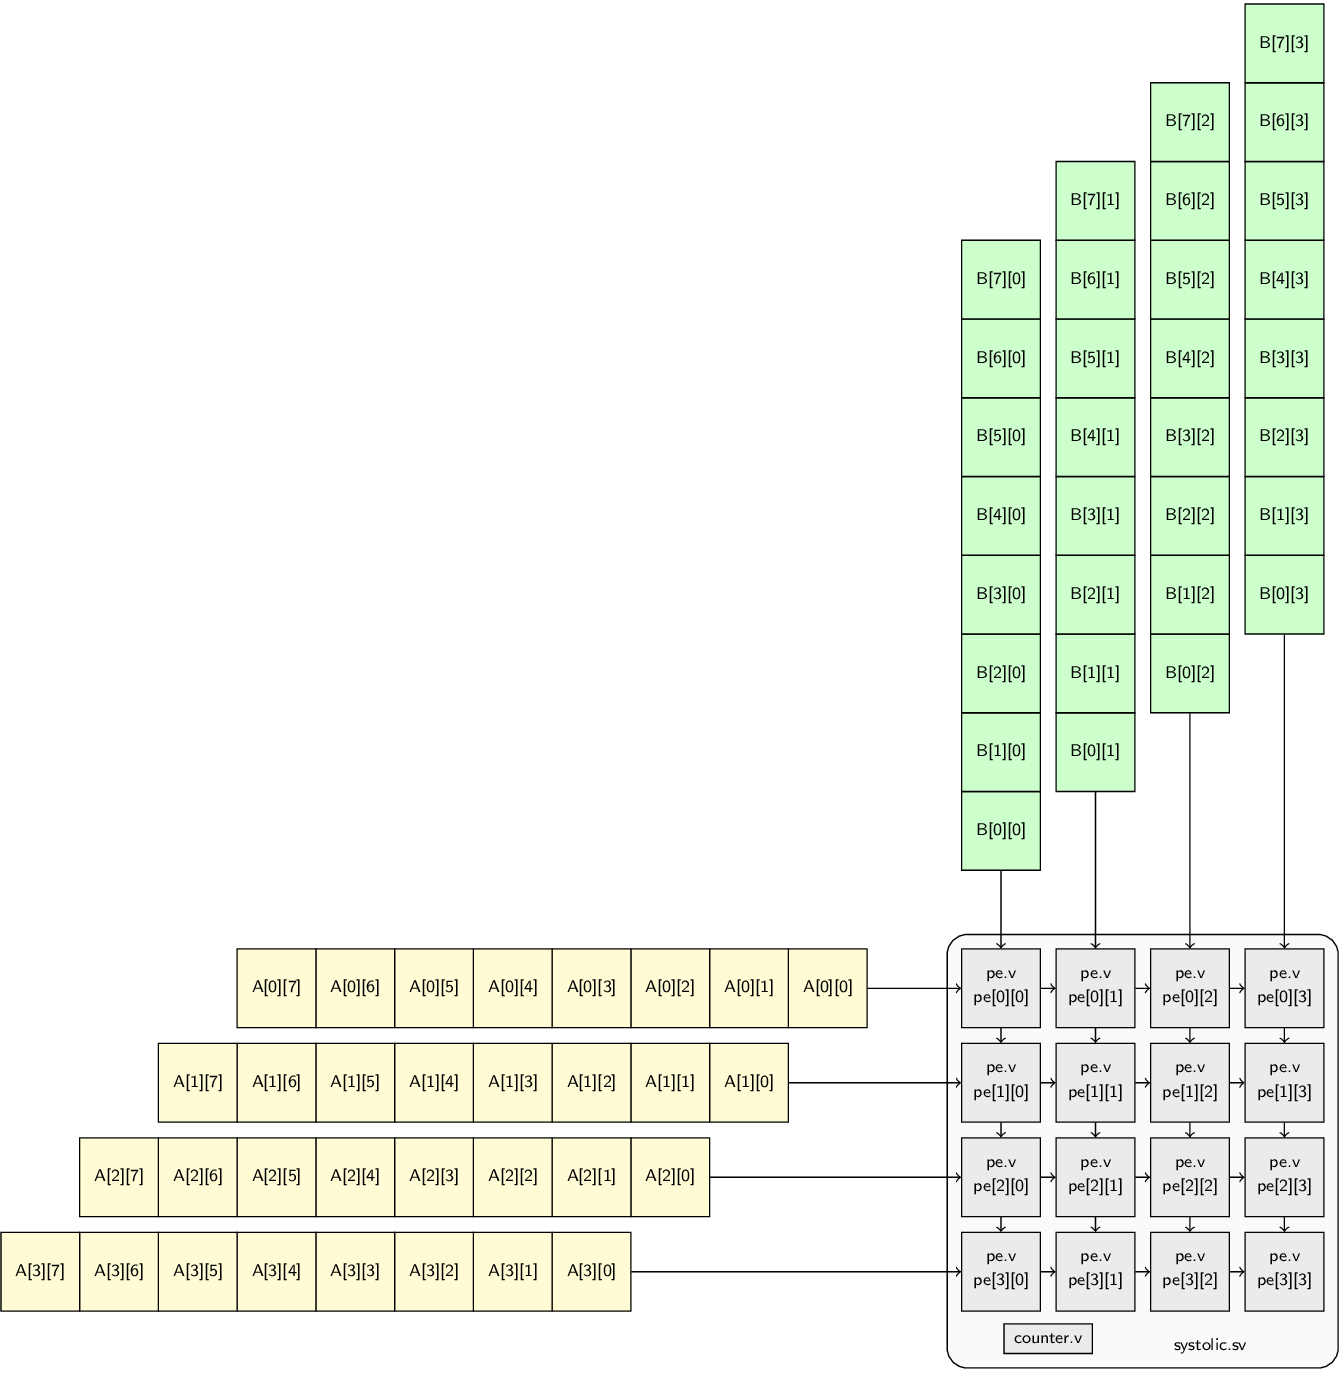 B[7][3]
B[7][2] B[6][3]
B[7][1] B[6][2] B[5][3]
B[7][0] B[6][1] B[5][2] B[4][3]
B[6][0] B[5][1] B[4][2] B[3][3]
B[5][0] B[4][1] B[3][2] B[2][3]
B[4][0] B[3][1] B[2][2] B[1][3]
B[3][0] B[2][1] B[1][2] B[0][3]
B[2][0] B[1][1] B[0][2]
B[1][0] B[0][1]
B[0][0]
pe.v pe.v pe.v pe.v
A[0][7] A[0][6] A[0][5] A[0][4] A[0][3] A[0][2] A[0][1] A[0][0]
pe[0][0] pe[0][1] pe[0][2] pe[0][3]
pe.v pe.v pe.v pe.v
A[1][7] A[1][6] A[1][5] A[1][4] A[1][3] A[1][2] A[1][1] A[1][0]
pe[1][0] pe[1][1] pe[1][2] pe[1][3]
pe.v pe.v pe.v pe.v
A[2][7] A[2][6] A[2][5] A[2][4] A[2][3] A[2][2] A[2][1] A[2][0]
pe[2][0] pe[2][1] pe[2][2] pe[2][3]
pe.v pe.v pe.v pe.v
A[3][7] A[3][6] A[3][5] A[3][4] A[3][3] A[3][2] A[3][1] A[3][0]
pe[3][0] pe[3][1] pe[3][2] pe[3][3]
counter.v
systolic.sv